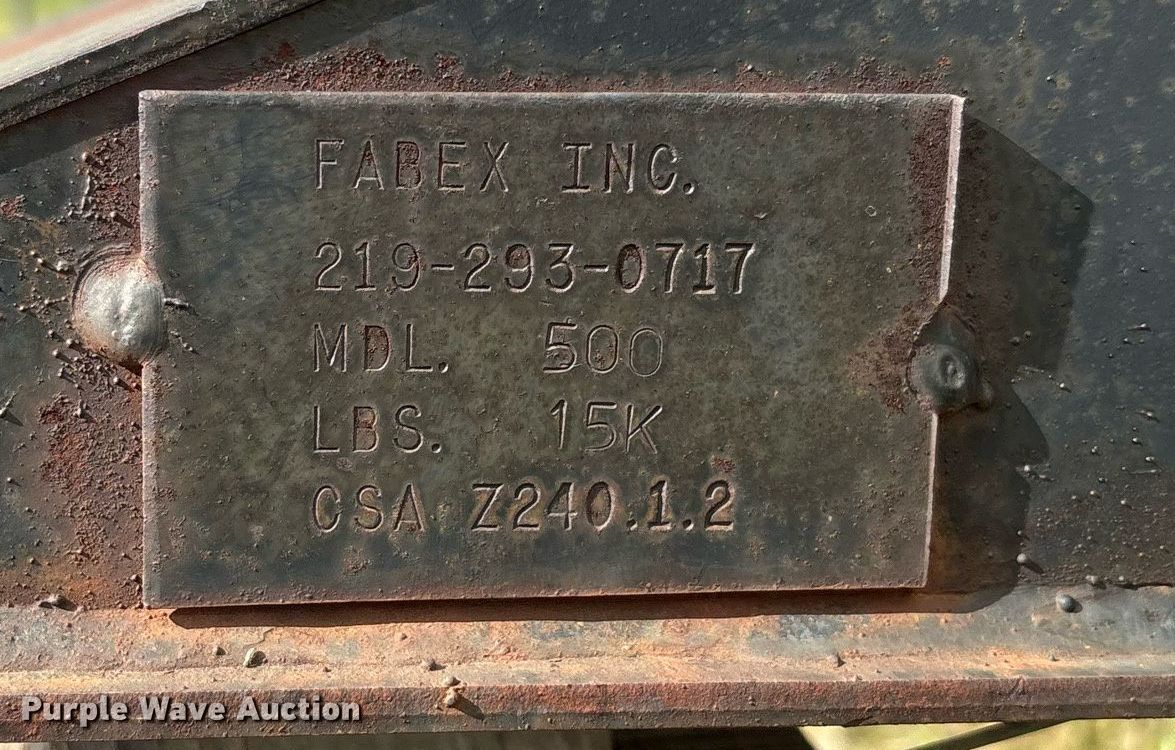 FABEX INC.
219-293-0717
MDL. 500
LBS. 15K
CSA Z240.1.2
Purple Wave Auction